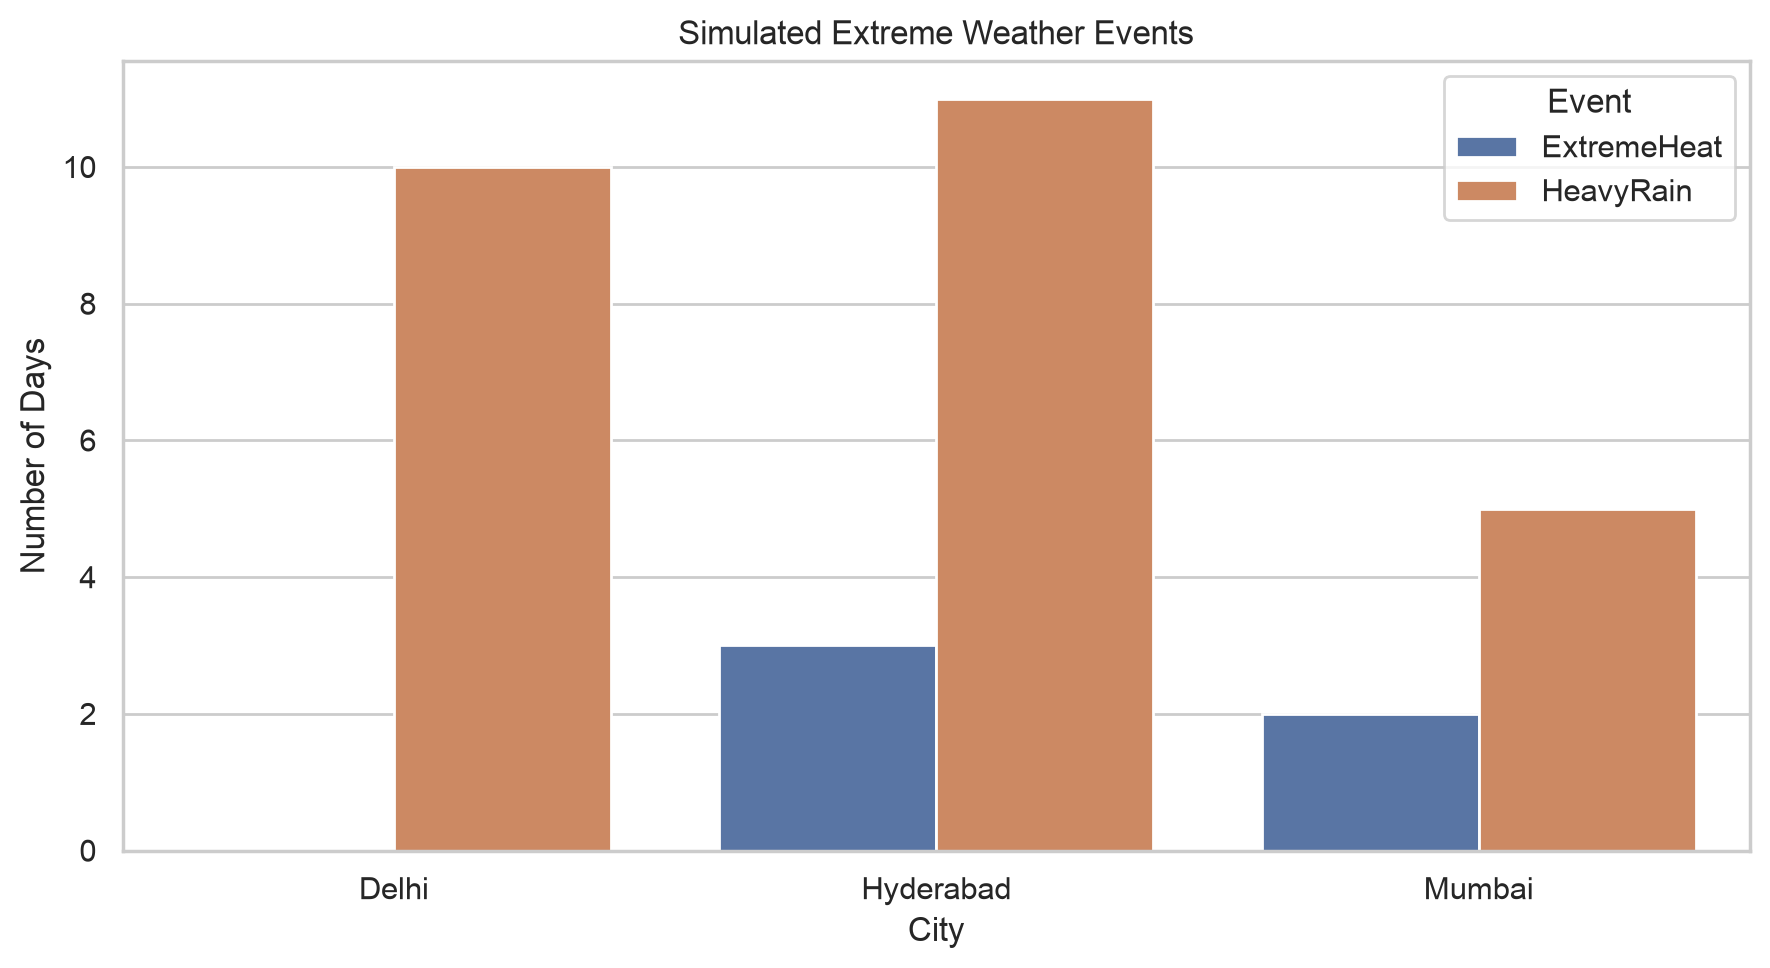 Simulated Extreme Weather Events
Event
ExtremeHeat
HeavyRain
Number of Days
10
8
6
4
2
0
Delhi
Hyderabad
Mumbai
City